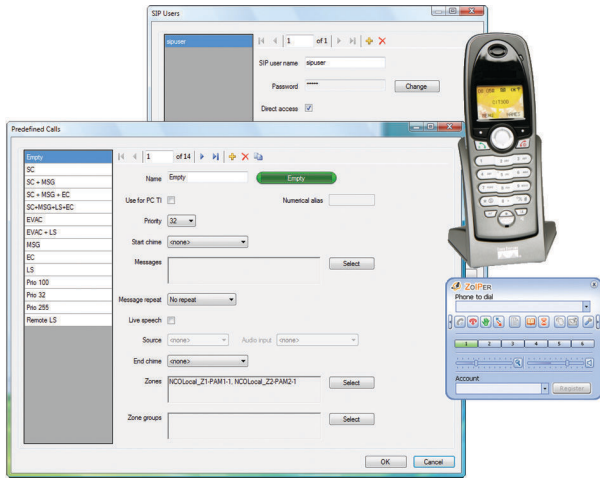 SIP Users
sipuser
1 of 1
SIP user name sipuser
Password *****
Change
Direct access
Predefined Calls
Empty
SC
SC + MSG
SC + MSG + EC
SC+MSG+LS+EC
EVAC
EVAC + LS
MSG
EC
LS
Prio 100
Prio 32
Prio 255
Remote LS
1 of 14
Name Empty Empty
Use for PC TI Numerical alias
Priority 32
Start chime <none>
Messages Select
Message repeat No repeat
Live speech
Source <none> Audio input <none>
End chime <none>
Zones NCOLocal_Z1-PAM1-1, NCOLocal_Z2-PAM2-1 Select
Zone groups Select
OK Cancel
MENU
ZOIPER
Phone to dial
1 2 3 4 5 6
Account
Register